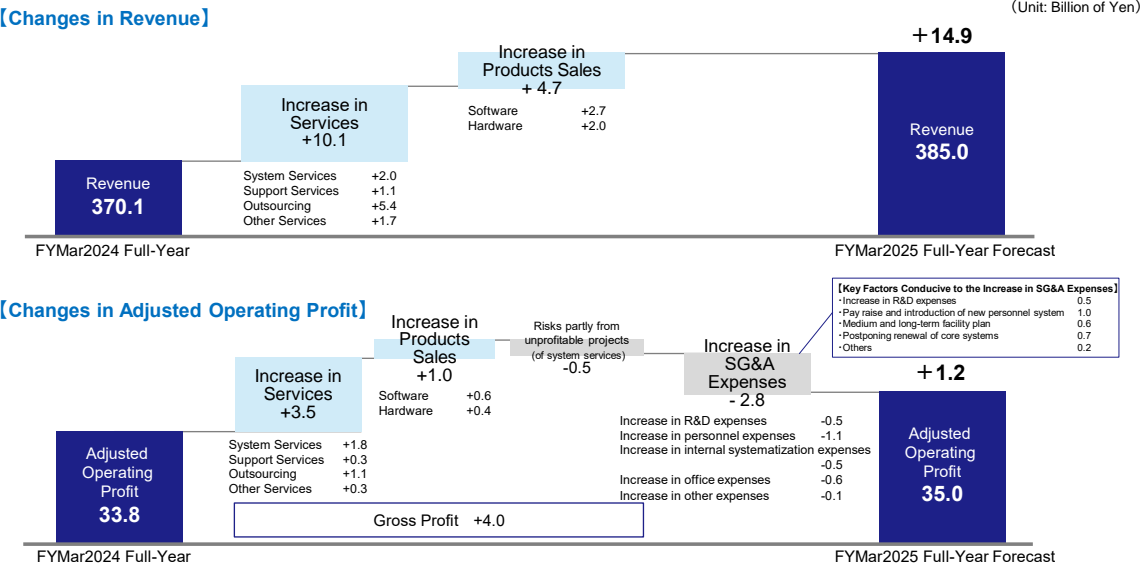 （Unit: Billion of Yen）
【Changes in Revenue】
＋14.9
Increase in
Products Sales
+ 4.7
Software +2.7
Hardware +2.0
Increase in
Services
+10.1
System Services +2.0
Support Services +1.1
Outsourcing +5.4
Other Services +1.7
Revenue
370.1
Revenue
385.0
FYMar2024 Full-Year
FYMar2025 Full-Year Forecast
【Changes in Adjusted Operating Profit】
【Key Factors Conducive to the Increase in SG&A Expenses】
・Increase in R&D expenses 0.5
・Pay raise and introduction of new personnel system 1.0
・Medium and long-term facility plan 0.6
・Postponing renewal of core systems 0.7
・Others 0.2
Increase in
Products
Sales
+1.0
Software +0.6
Hardware +0.4
Risks partly from
unprofitable projects
(of system services)
-0.5
Increase in
SG&A
Expenses
- 2.8
＋1.2
Increase in
Services
+3.5
System Services +1.8
Support Services +0.3
Outsourcing +1.1
Other Services +0.3
Increase in R&D expenses -0.5
Increase in personnel expenses -1.1
Increase in internal systematization expenses
-0.5
Increase in office expenses -0.6
Increase in other expenses -0.1
Adjusted
Operating
Profit
33.8
Adjusted
Operating
Profit
35.0
Gross Profit +4.0
FYMar2024 Full-Year
FYMar2025 Full-Year Forecast